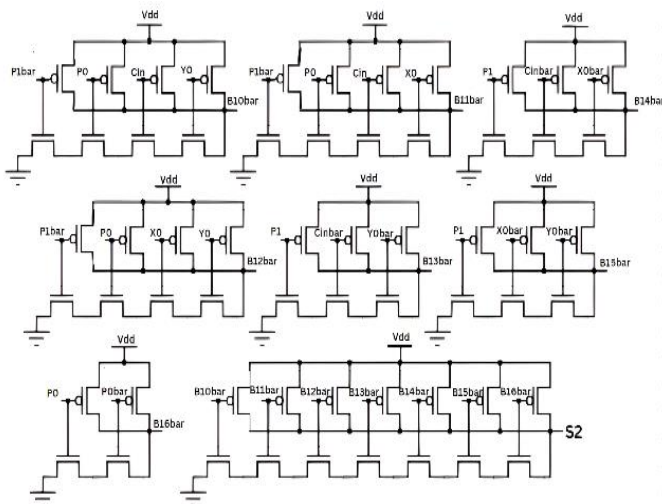 Vdd Vdd Vdd
P1bar P0 Cin Y0 P1bar P0 Cin X0 P1 Cinbar X0bar
B10bar B11bar B14bar
Vdd Vdd Vdd
P1bar P0 X0 Y0 P1 Cinbar Y0bar P1 X0bar Y0bar
B12bar B13bar B15bar
Vdd Vdd
P0 P0bar B10bar B11bar B12bar B13bar B14bar B15bar B16bar
B16bar S2